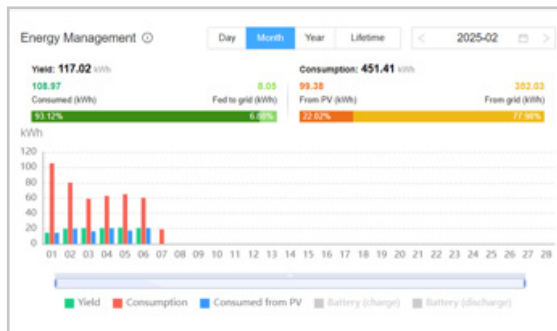 Energy Management
Day Month Year Lifetime
< 2025-02 >
Yield: 117.02 kWh
Consumption: 451.41 kWh
108.97 8.05
99.38 352.03
Consumed (kWh) Fed to grid (kWh)
From PV (kWh) From grid (kWh)
93.12% 6.88%
22.02% 77.98%
kWh
120
100
80
60
40
20
0
01 02 03 04 05 06 07 08 09 10 11 12 13 14 15 16 17 18 19 20 21 22 23 24 25 26 27 28
Yield Consumption Consumed from PV Battery (charge) Battery (discharge)